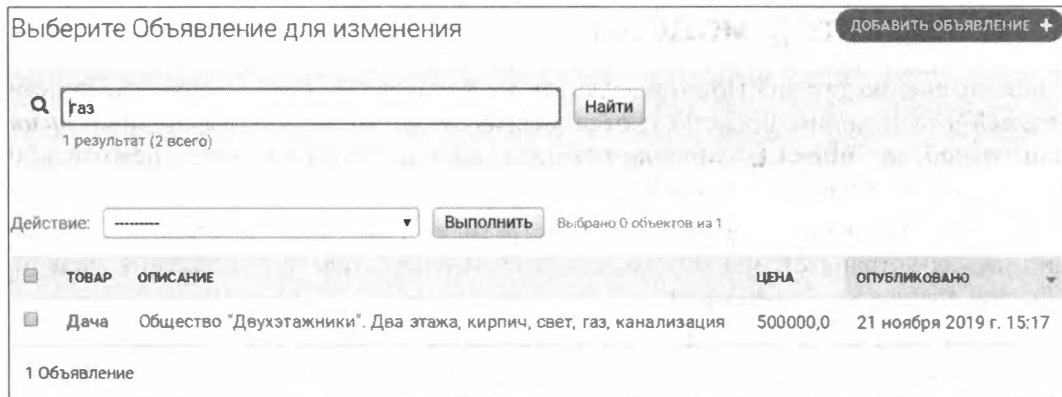 Выберите Объявление для изменения
ДОБАВИТЬ ОБЪЯВЛЕНИЕ +
газ
Найти
1 результат (2 всего)
Действие: --------- Выполнить Выбрано 0 объектов из 1
ТОВАР ОПИСАНИЕ ЦЕНА ОПУБЛИКОВАНО
Дача Общество "Двухэтажники". Два этажа, кирпич, свет, газ, канализация 500000,0 21 ноября 2019 г. 15:17
1 Объявление